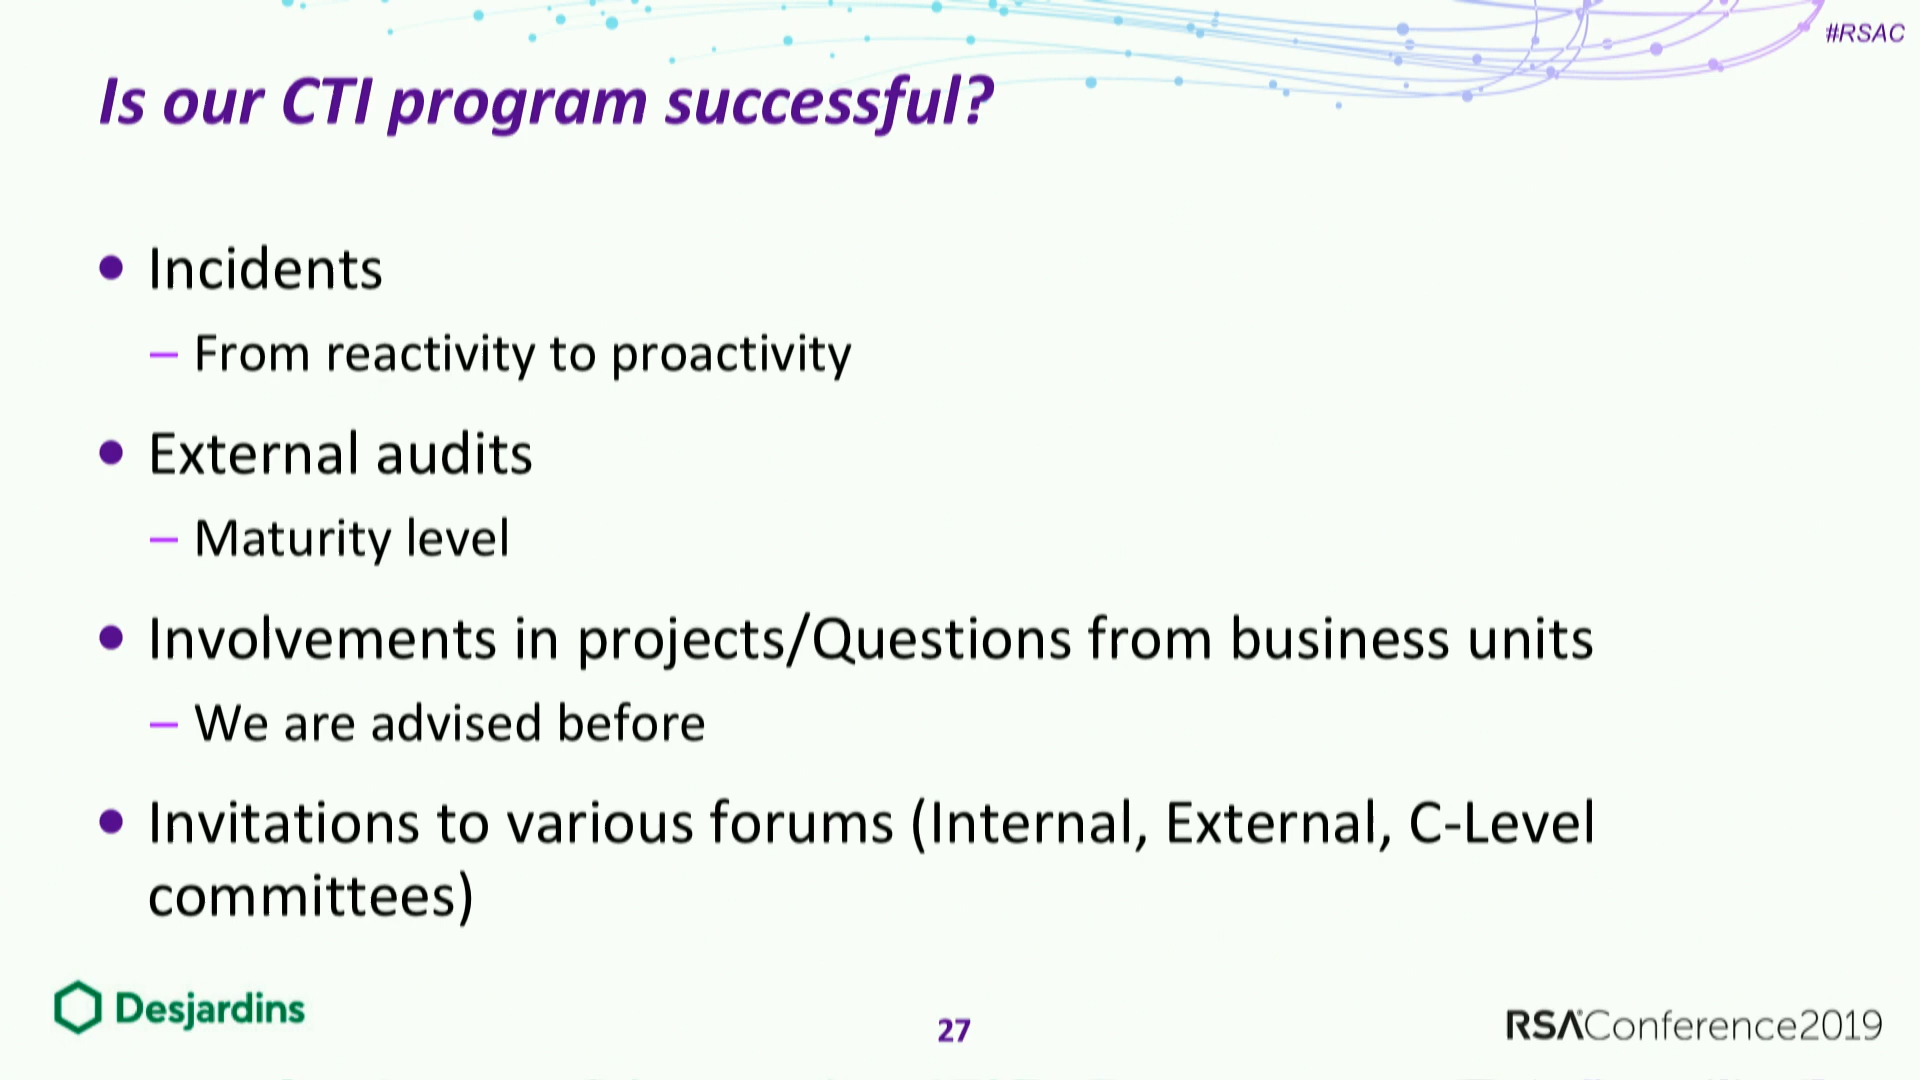 #RSAC
Is our CTI program successful?
• Incidents
– From reactivity to proactivity
• External audits
– Maturity level
• Involvements in projects/Questions from business units
– We are advised before
• Invitations to various forums (Internal, External, C-Level
committees)
Desjardins
27
RSAConference2019